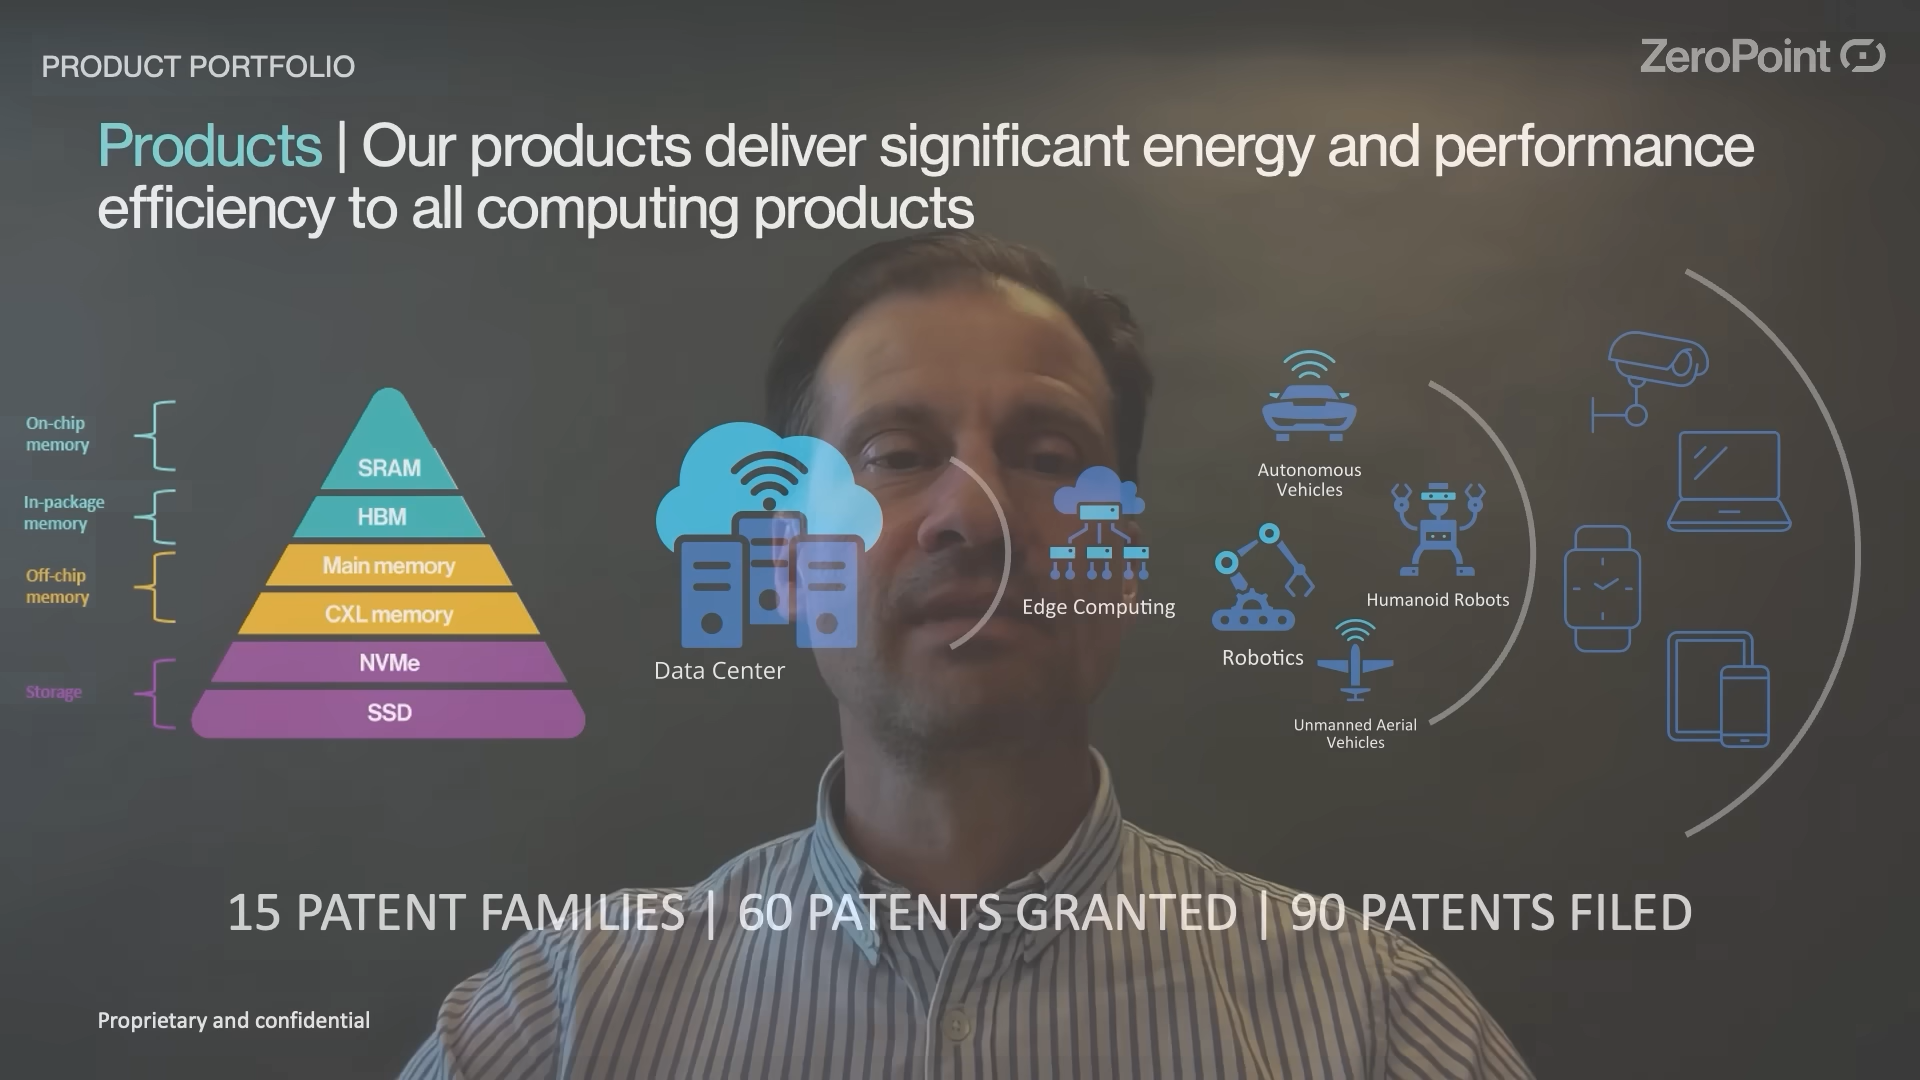 PRODUCT PORTFOLIO
ZeroPoint
Products | Our products deliver significant energy and performance
efficiency to all computing products
On-chip
memory
In-package
memory
Off-chip
memory
Storage
SRAM
HBM
Main memory
CXL memory
NVMe
SSD
Data Center
Edge Computing
Autonomous
Vehicles
Humanoid Robots
Robotics
Unmanned Aerial
Vehicles
15 PATENT FAMILIES | 60 PATENTS GRANTED | 90 PATENTS FILED
Proprietary and confidential